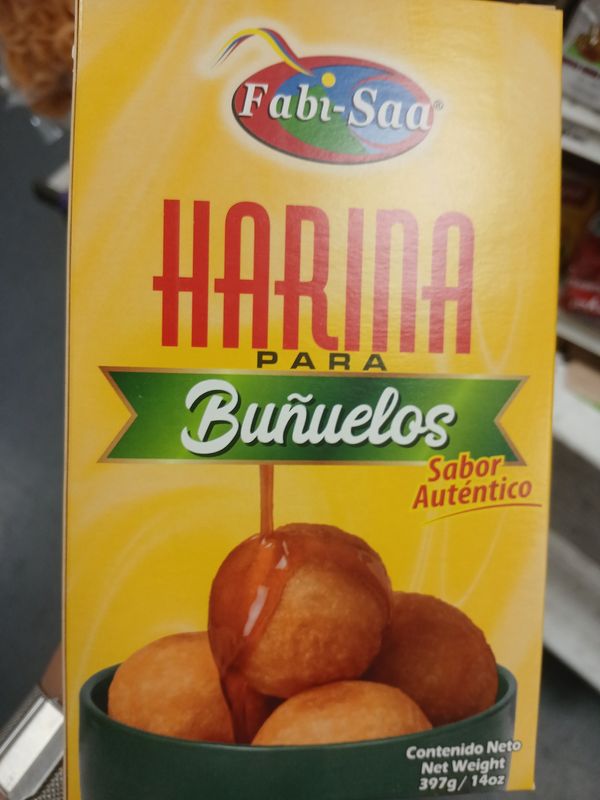 Fabi-Saa®
HARINA
PARA
Buñuelos
Sabor
Auténtico
Contenido Neto
Net Weight
397g/14oz